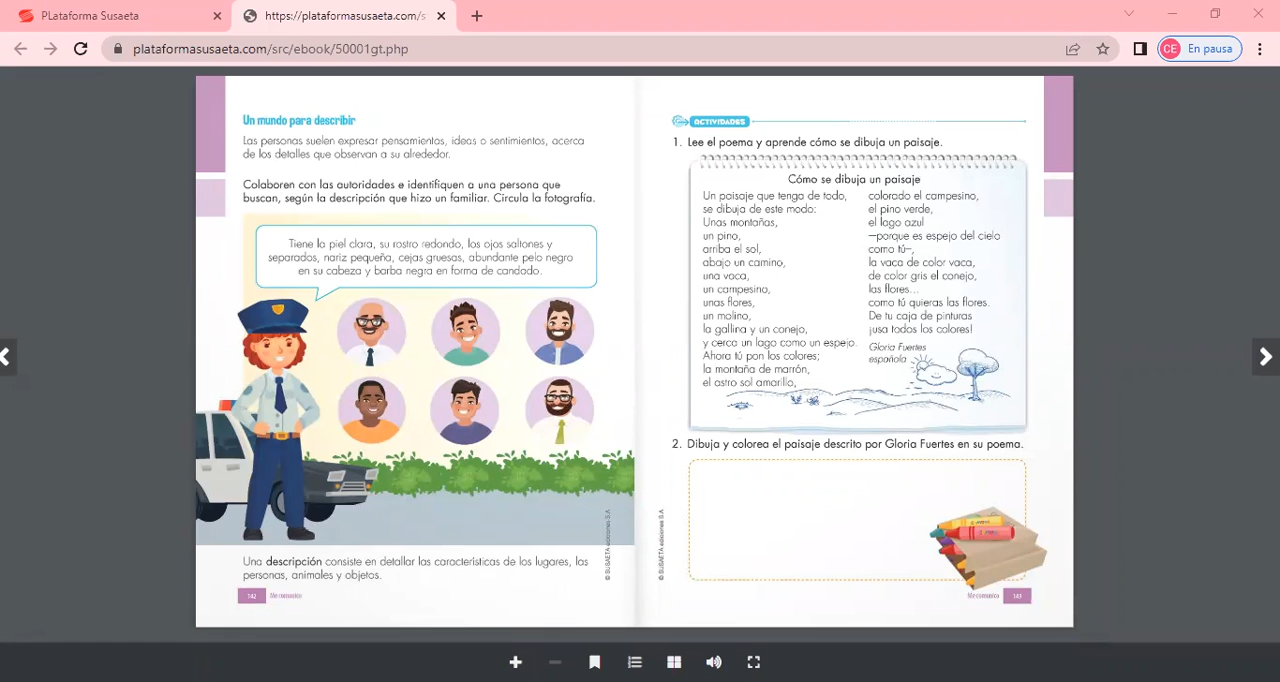 PLataforma Susaeta
https://plataformasusaeta.com/s
plataformasusaeta.com/src/ebook/50001gt.php
CE
En pausa
Un mundo para describir
Las personas suelen expresar pensamientos, ideas o sentimientos, acerca
de los detalles que observan a su alrededor.
Colaboren con las autoridades e identifiquen a una persona que
buscan, según la descripción que hizo un familiar. Circula la fotografía.
Tiene la piel clara, su rostro redondo, los ojos saltones y
separados, nariz pequeña, cejas gruesas, abundante pelo negro
en su cabeza y barba negra en forma de candado.
Una descripción consiste en detallar las características de los lugares, las
personas, animales y objetos.
142
Me comunico
© SUSAETA ediciones S.A
ACTIVIDADES
1. Lee el poema y aprende cómo se dibuja un paisaje.
Cómo se dibuja un paisaje
Un paisaje que tenga de todo,
se dibuja de este modo:
Unas montañas,
un pino,
arriba el sol,
abajo un camino,
una vaca,
un campesino,
unas flores,
un molino,
la gallina y un conejo,
y cerca un lago como un espejo.
Ahora tú pon los colores;
la montaña de marrón,
el astro sol amarillo,
colorado el campesino,
el pino verde,
el lago azul
—porque es espejo del cielo
como tú—,
la vaca de color vaca,
de color gris el conejo,
las flores...
como tú quieras las flores.
De tu caja de pinturas
¡usa todos los colores!
Gloria Fuertes
española
2. Dibuja y colorea el paisaje descrito por Gloria Fuertes en su poema.
© SUSAETA ediciones S.A
Me comunico
143